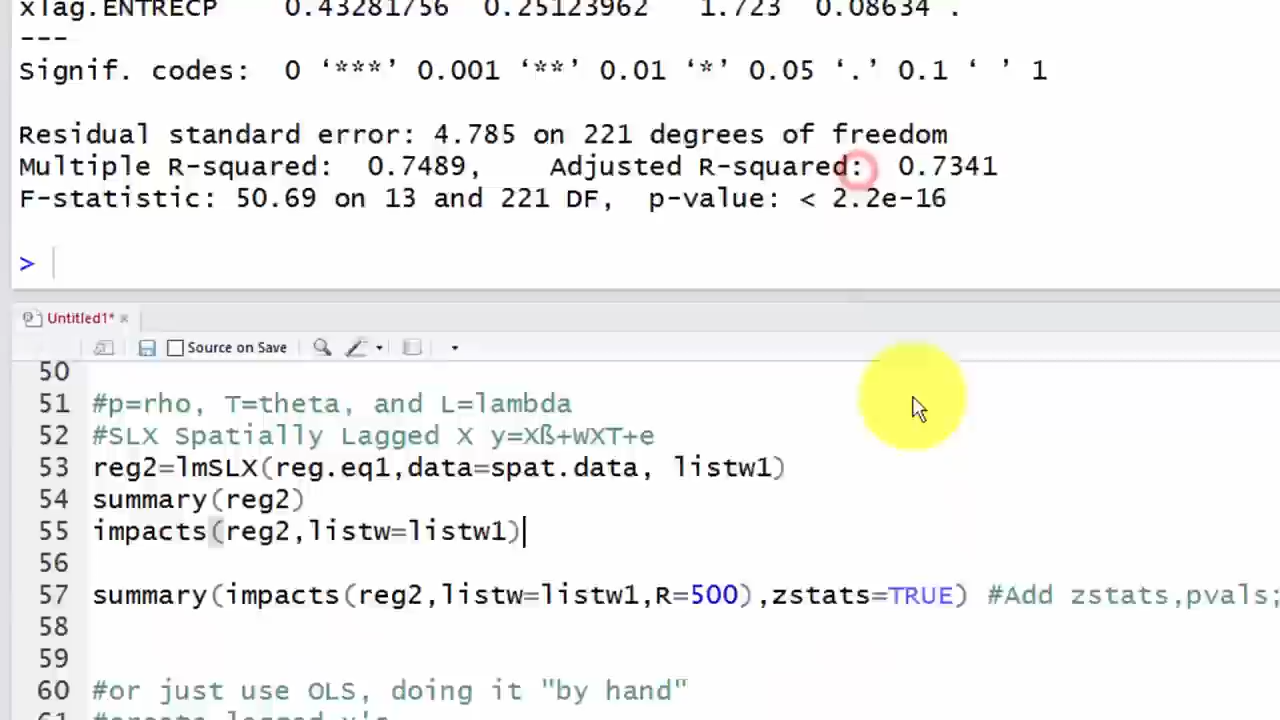 xlag.ENTRECP 0.43281756 0.25123962 1.723 0.08634 .
---
Signif. codes: 0 ‘***’ 0.001 ‘**’ 0.01 ‘*’ 0.05 ‘.’ 0.1 ‘ ’ 1
Residual standard error: 4.785 on 221 degrees of freedom
Multiple R-squared: 0.7489, Adjusted R-squared: 0.7341
F-statistic: 50.69 on 13 and 221 DF, p-value: < 2.2e-16
>
Untitled1*
Source on Save
50
51 #p=rho, T=theta, and L=lambda
52 #SLX Spatially Lagged X y=Xß+WXT+e
53 reg2=lmSLX(reg.eq1,data=spat.data, listw1)
54 summary(reg2)
55 impacts(reg2,listw=listw1)
56
57 summary(impacts(reg2,listw=listw1,R=500),zstats=TRUE) #Add zstats,pvals;
58
59
60 #or just use OLS, doing it "by hand"
61 #create lagged x's